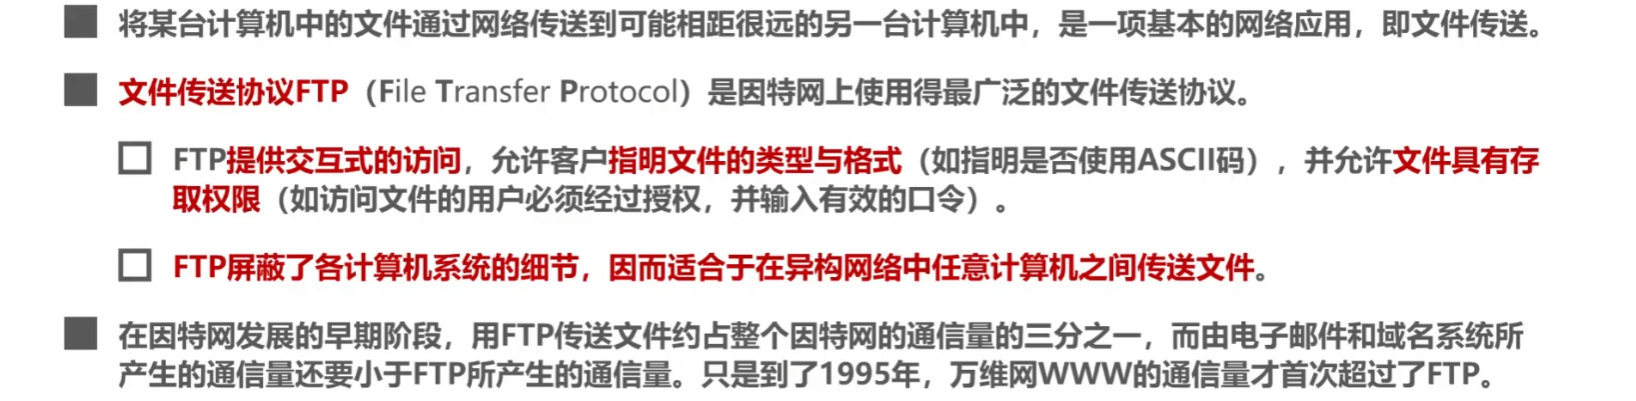 将某台计算机中的文件通过网络传送到可能相距很远的另一台计算机中，是一项基本的网络应用，即文件传送。
文件传送协议FTP（File Transfer Protocol）是因特网上使用得最广泛的文件传送协议。
FTP提供交互式的访问，允许客户指明文件的类型与格式（如指明是否使用ASCII码），并允许文件具有存
取权限（如访问文件的用户必须经过授权，并输入有效的口令）。
FTP屏蔽了各计算机系统的细节，因而适合于在异构网络中任意计算机之间传送文件。
在因特网发展的早期阶段，用FTP传送文件约占整个因特网的通信量的三分之一，而由电子邮件和域名系统所
产生的通信量还要小于FTP所产生的通信量。只是到了1995年，万维网WWW的通信量才首次超过了FTP。